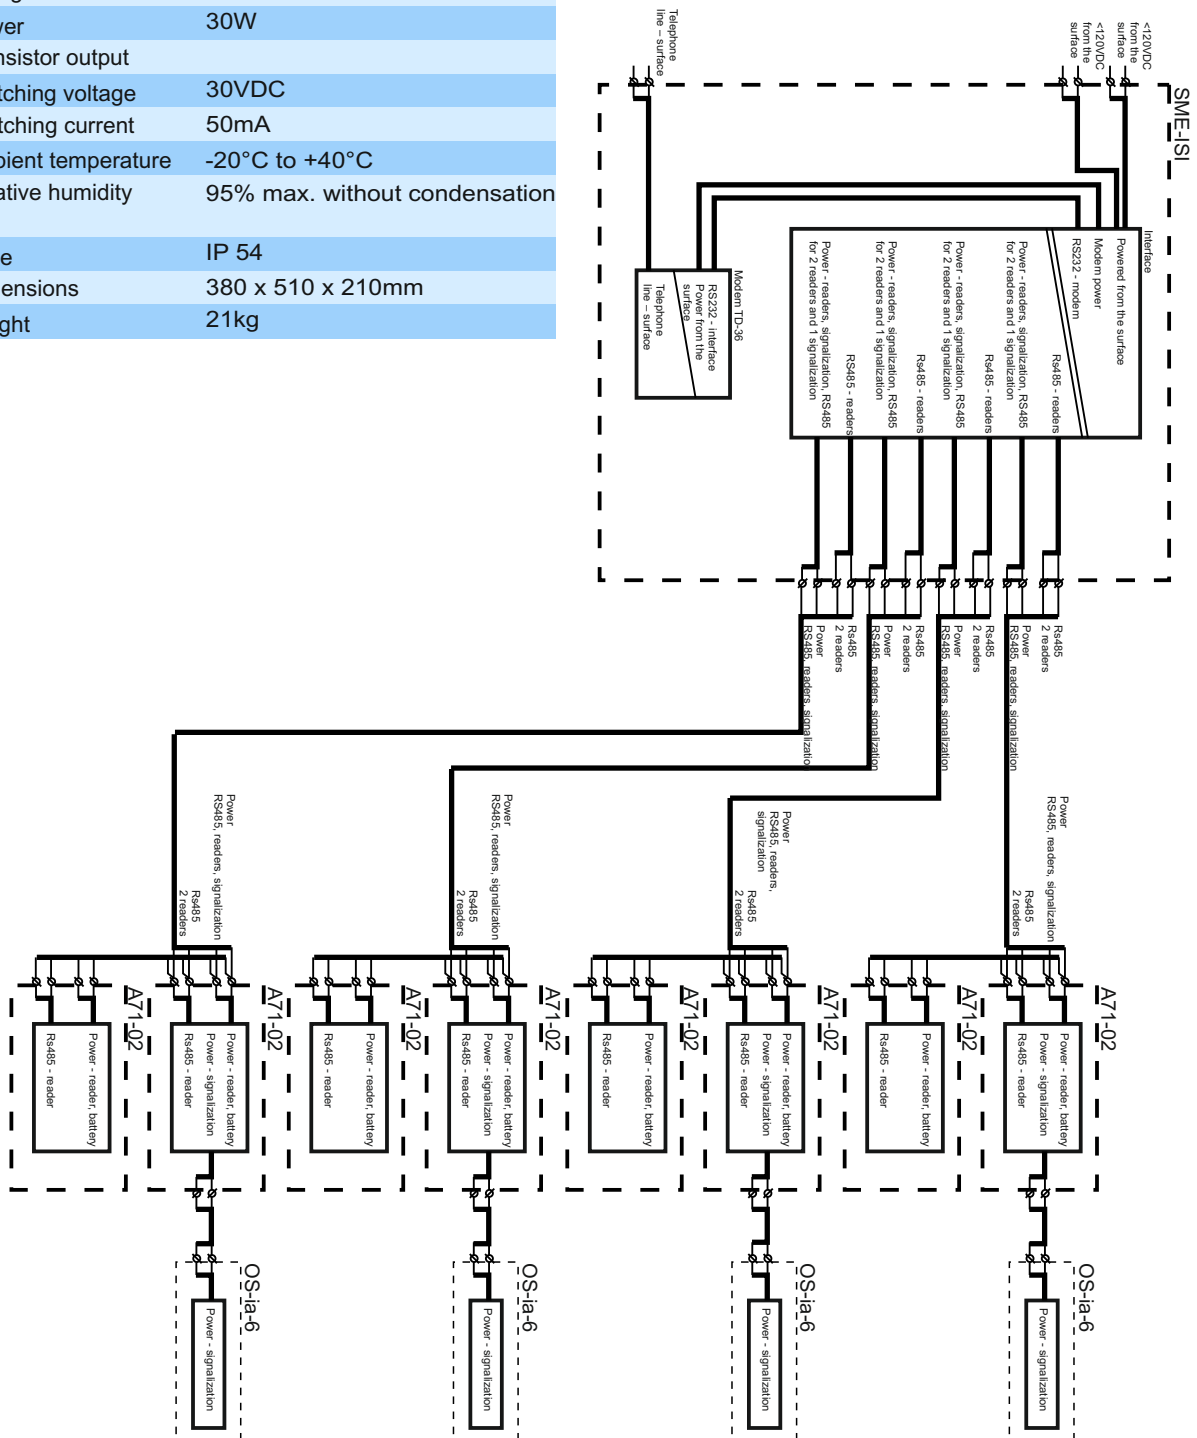 wer 30W
nsistor output
tching voltage 30VDC
tching current 50mA
bient temperature -20°C to +40°C
ative humidity 95% max. without condensation
e IP 54
ensions 380 x 510 x 210mm
ght 21kg
SME-ISI
<120VDC
from the
surface
<120VDC
from the
surface
Telephone
line – surface
Interface
Powered from the surface
Modem power
RS232 - modem
Rs485 - readers
Power - readers, signalization, RS485
for 2 readers and 1 signalization
Rs485 - readers
Power - readers, signalization, RS485
for 2 readers and 1 signalization
Rs485 - readers
Power - readers, signalization, RS485
for 2 readers and 1 signalization
RS485 - readers
Power - readers, signalization, RS485
for 2 readers and 1 signalization
Modem TD-36
RS232 - interface
Power from the
surface
Telephone
line – surface
Rs485
2 readers
Power
RS485, readers, signalization
Rs485
2 readers
Power
RS485, readers, signalization
Rs485
2 readers
Power
RS485, readers, signalization
Rs485
2 readers
Power
RS485, readers, signalization
Power
RS485, readers, signalization
Rs485
2 readers
Power
RS485, readers,
signalization
Rs485
2 readers
Power
RS485, readers, signalization
Rs485
2 readers
Power
RS485, readers, signalization
Rs485
2 readers
A71-02
Power - reader, battery
Power - signalization
Rs485 - reader
A71-02
Power - reader, battery
Rs485 - reader
A71-02
Power - reader, battery
Power - signalization
Rs485 - reader
A71-02
Power - reader, battery
Rs485 - reader
A71-02
Power - reader, battery
Power - signalization
Rs485 - reader
A71-02
Power - reader, battery
Rs485 - reader
A71-02
Power - reader, battery
Power - signalization
Rs485 - reader
A71-02
Power - reader, battery
Rs485 - reader
OS-ia-6
Power - signalization
OS-ia-6
Power - signalization
OS-ia-6
Power - signalization
OS-ia-6
Power - signalization